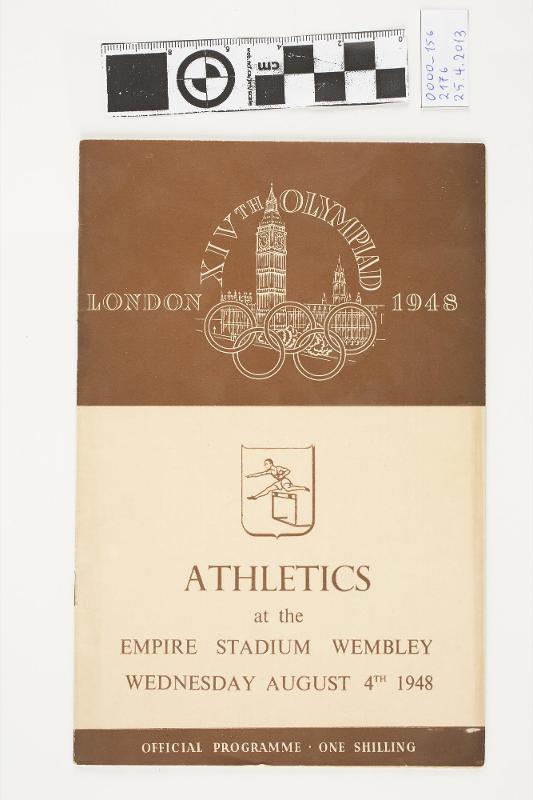 0000-156
2176
25.4.2013
cm
XIVTH OLYMPIAD
LONDON 1948
ATHLETICS
at the
EMPIRE STADIUM WEMBLEY
WEDNESDAY AUGUST 4TH 1948
OFFICIAL PROGRAMME · ONE SHILLING